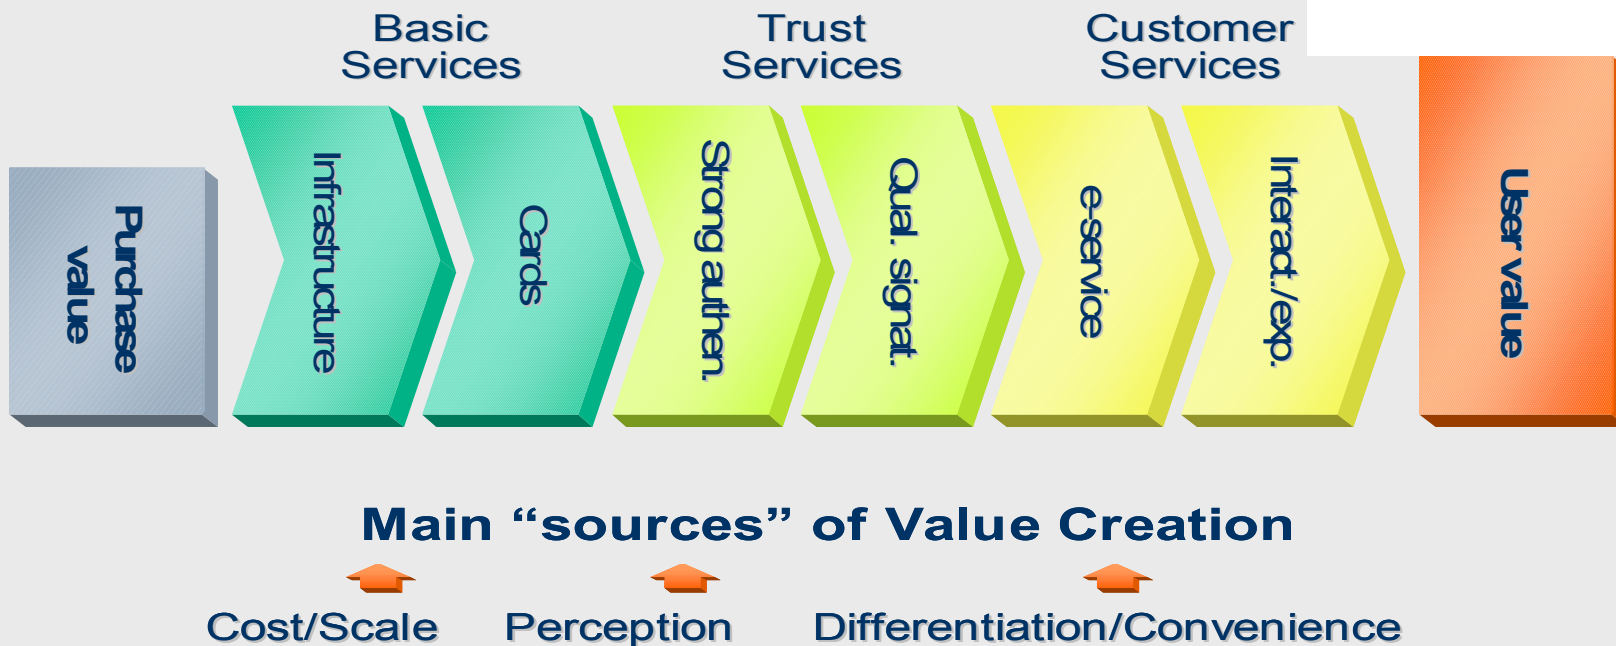 Basic
Services
Trust
Services
Customer
Services
Purchase
value
Infrastructure
Cards
Strong authen.
Qual. signat.
e-service
Interact./exp.
User value
Main “sources” of Value Creation
Cost/Scale
Perception
Differentiation/Convenience